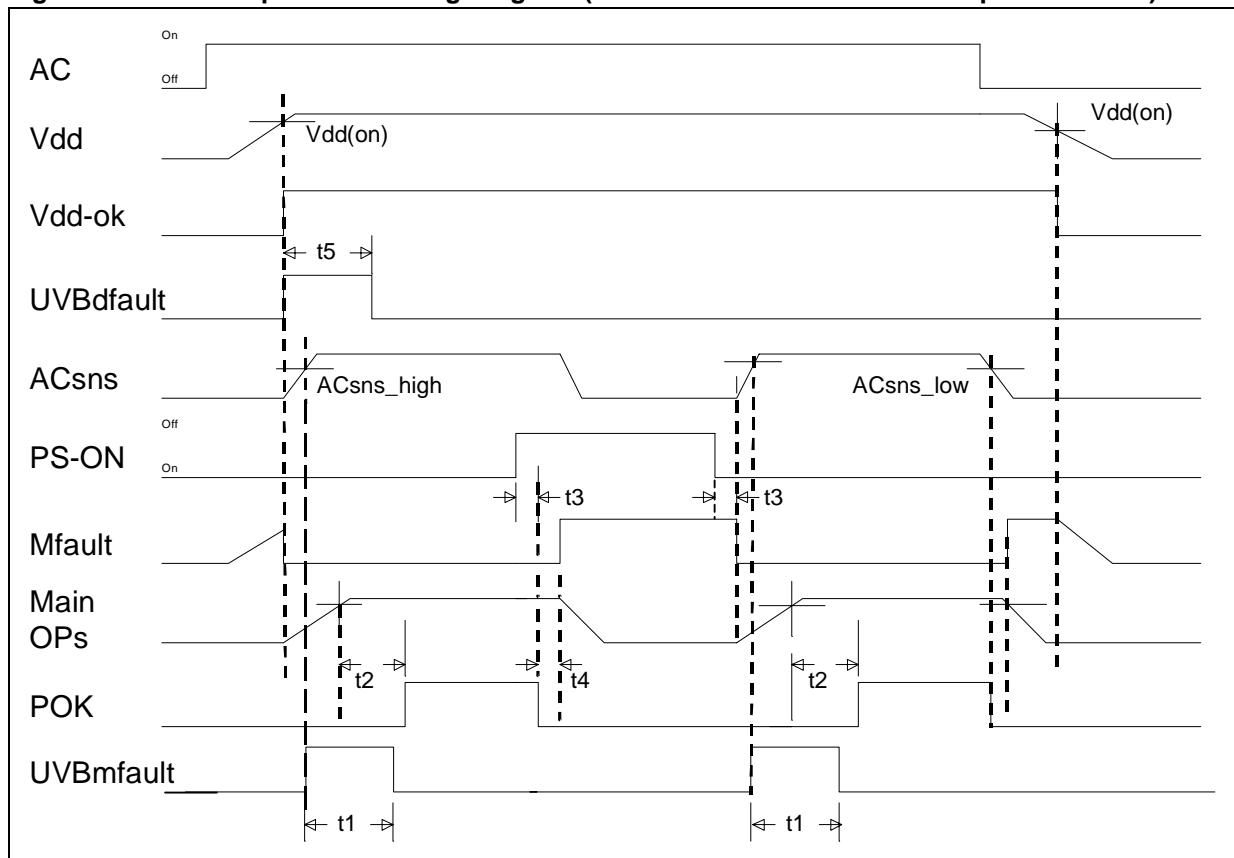 On
AC
Off
Vdd(on)
Vdd(on)
Vdd
Vdd-ok
t5
UVBdfault
ACsns
ACsns_high
ACsns_low
Off
PS-ON
On
t3
t3
Mfault
Main
OPs
t2
t4
t2
POK
UVBmfault
t1
t1